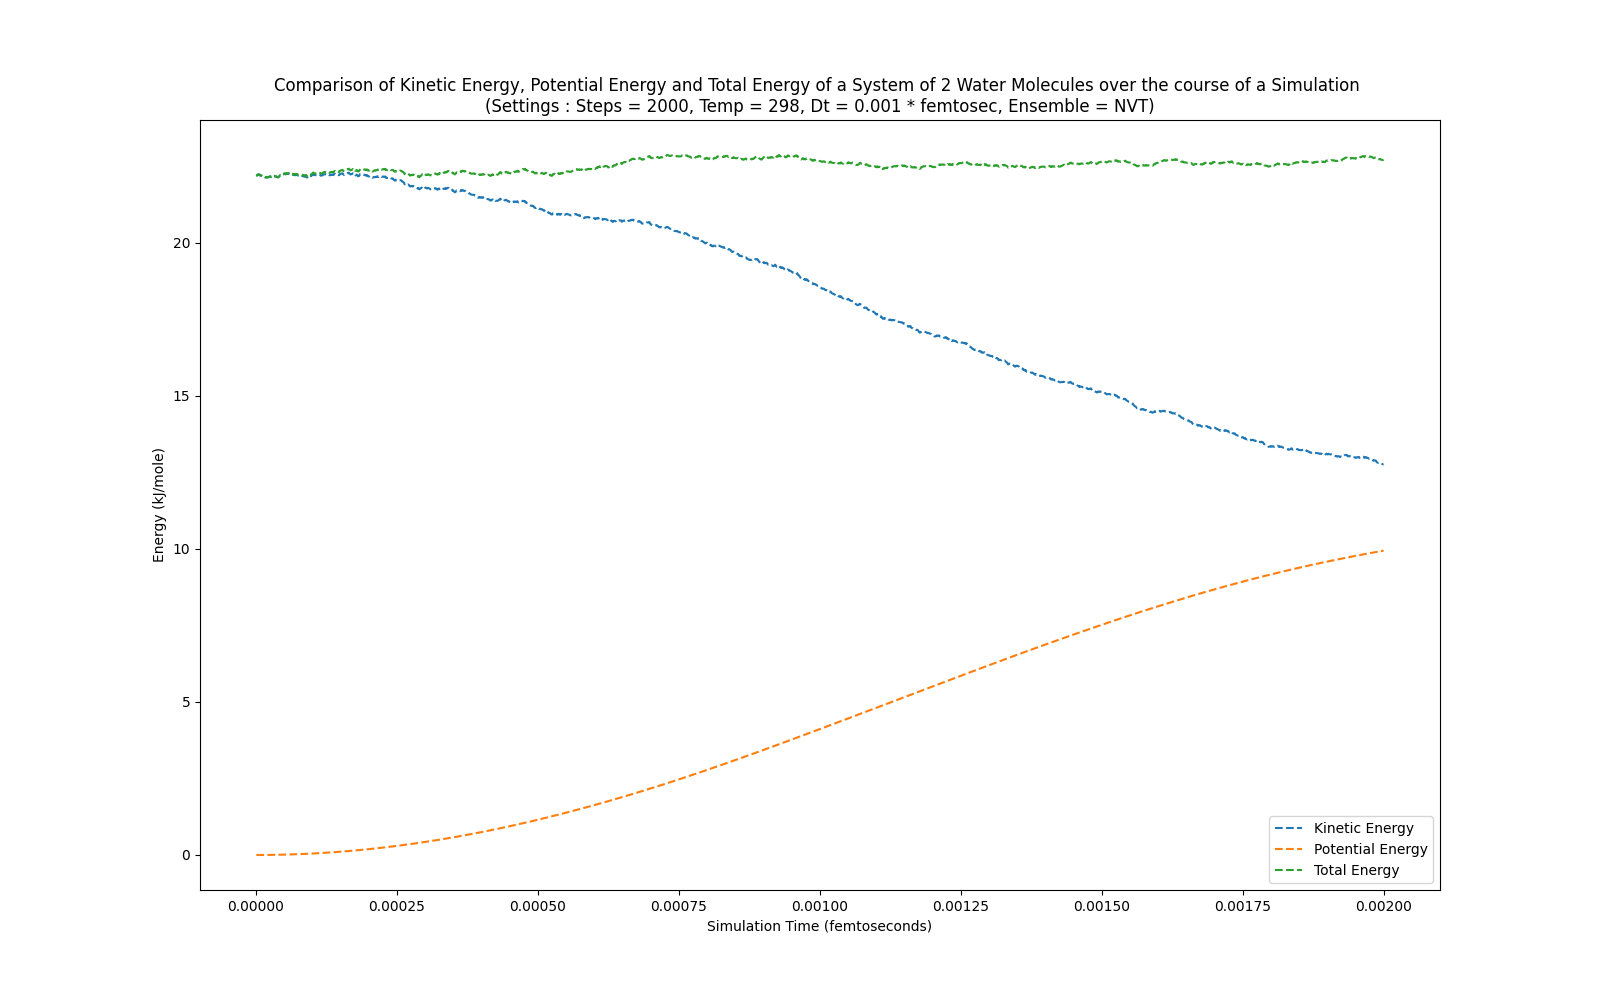 Comparison of Kinetic Energy, Potential Energy and Total Energy of a System of 2 Water Molecules over the course of a Simulation
(Settings : Steps = 2000, Temp = 298, Dt = 0.001 * femtosec, Ensemble = NVT)
20
15
10
5
0
Energy (kJ/mole)
Kinetic Energy
Potential Energy
Total Energy
0.00000 0.00025 0.00050 0.00075 0.00100 0.00125 0.00150 0.00175 0.00200
Simulation Time (femtoseconds)